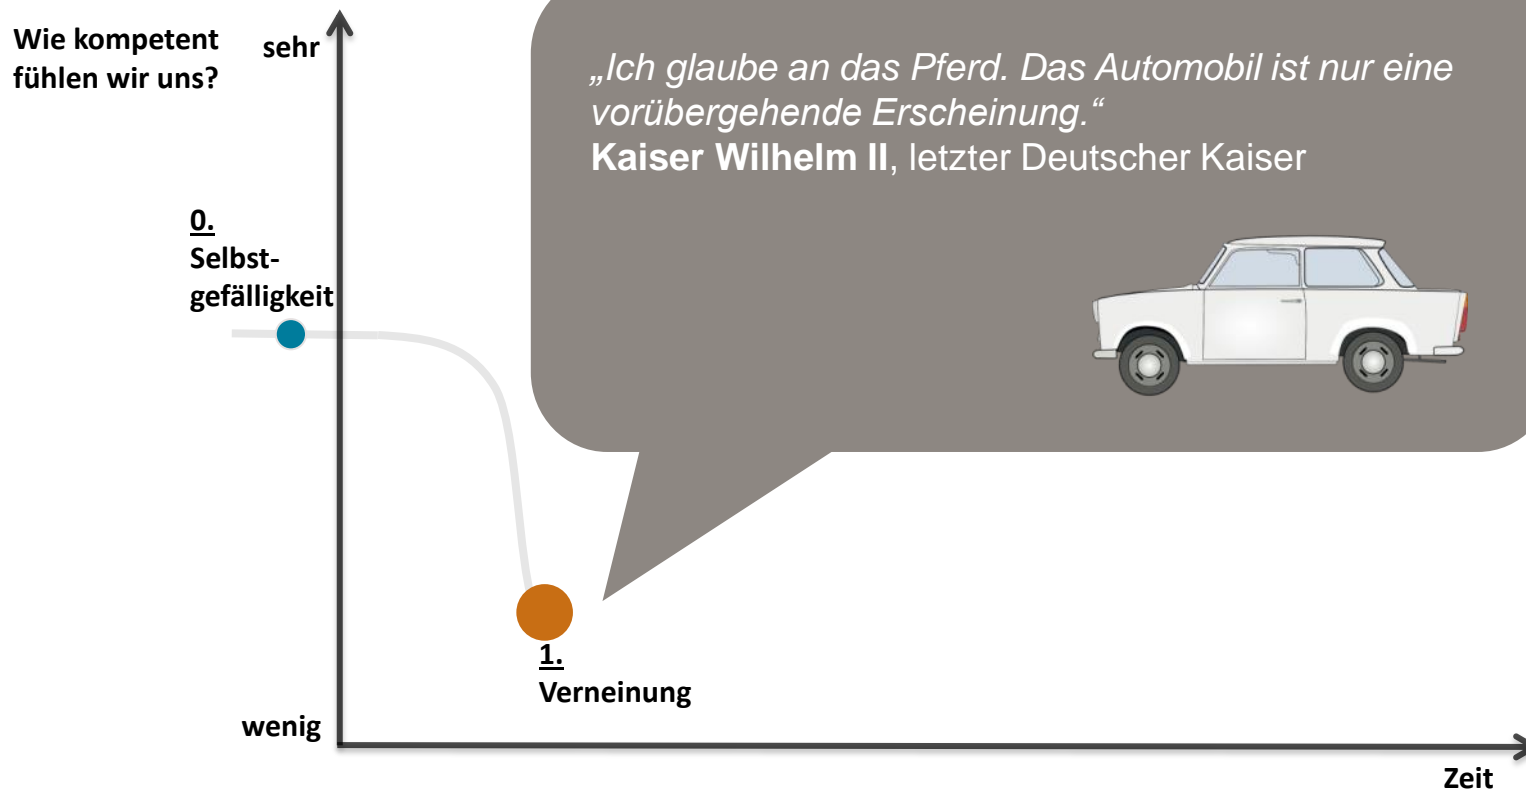 Wie kompetent
fühlen wir uns?
sehr
„Ich glaube an das Pferd. Das Automobil ist nur eine
vorübergehende Erscheinung.“
Kaiser Wilhelm II, letzter Deutscher Kaiser
0.
Selbst-
gefälligkeit
1.
Verneinung
wenig
Zeit